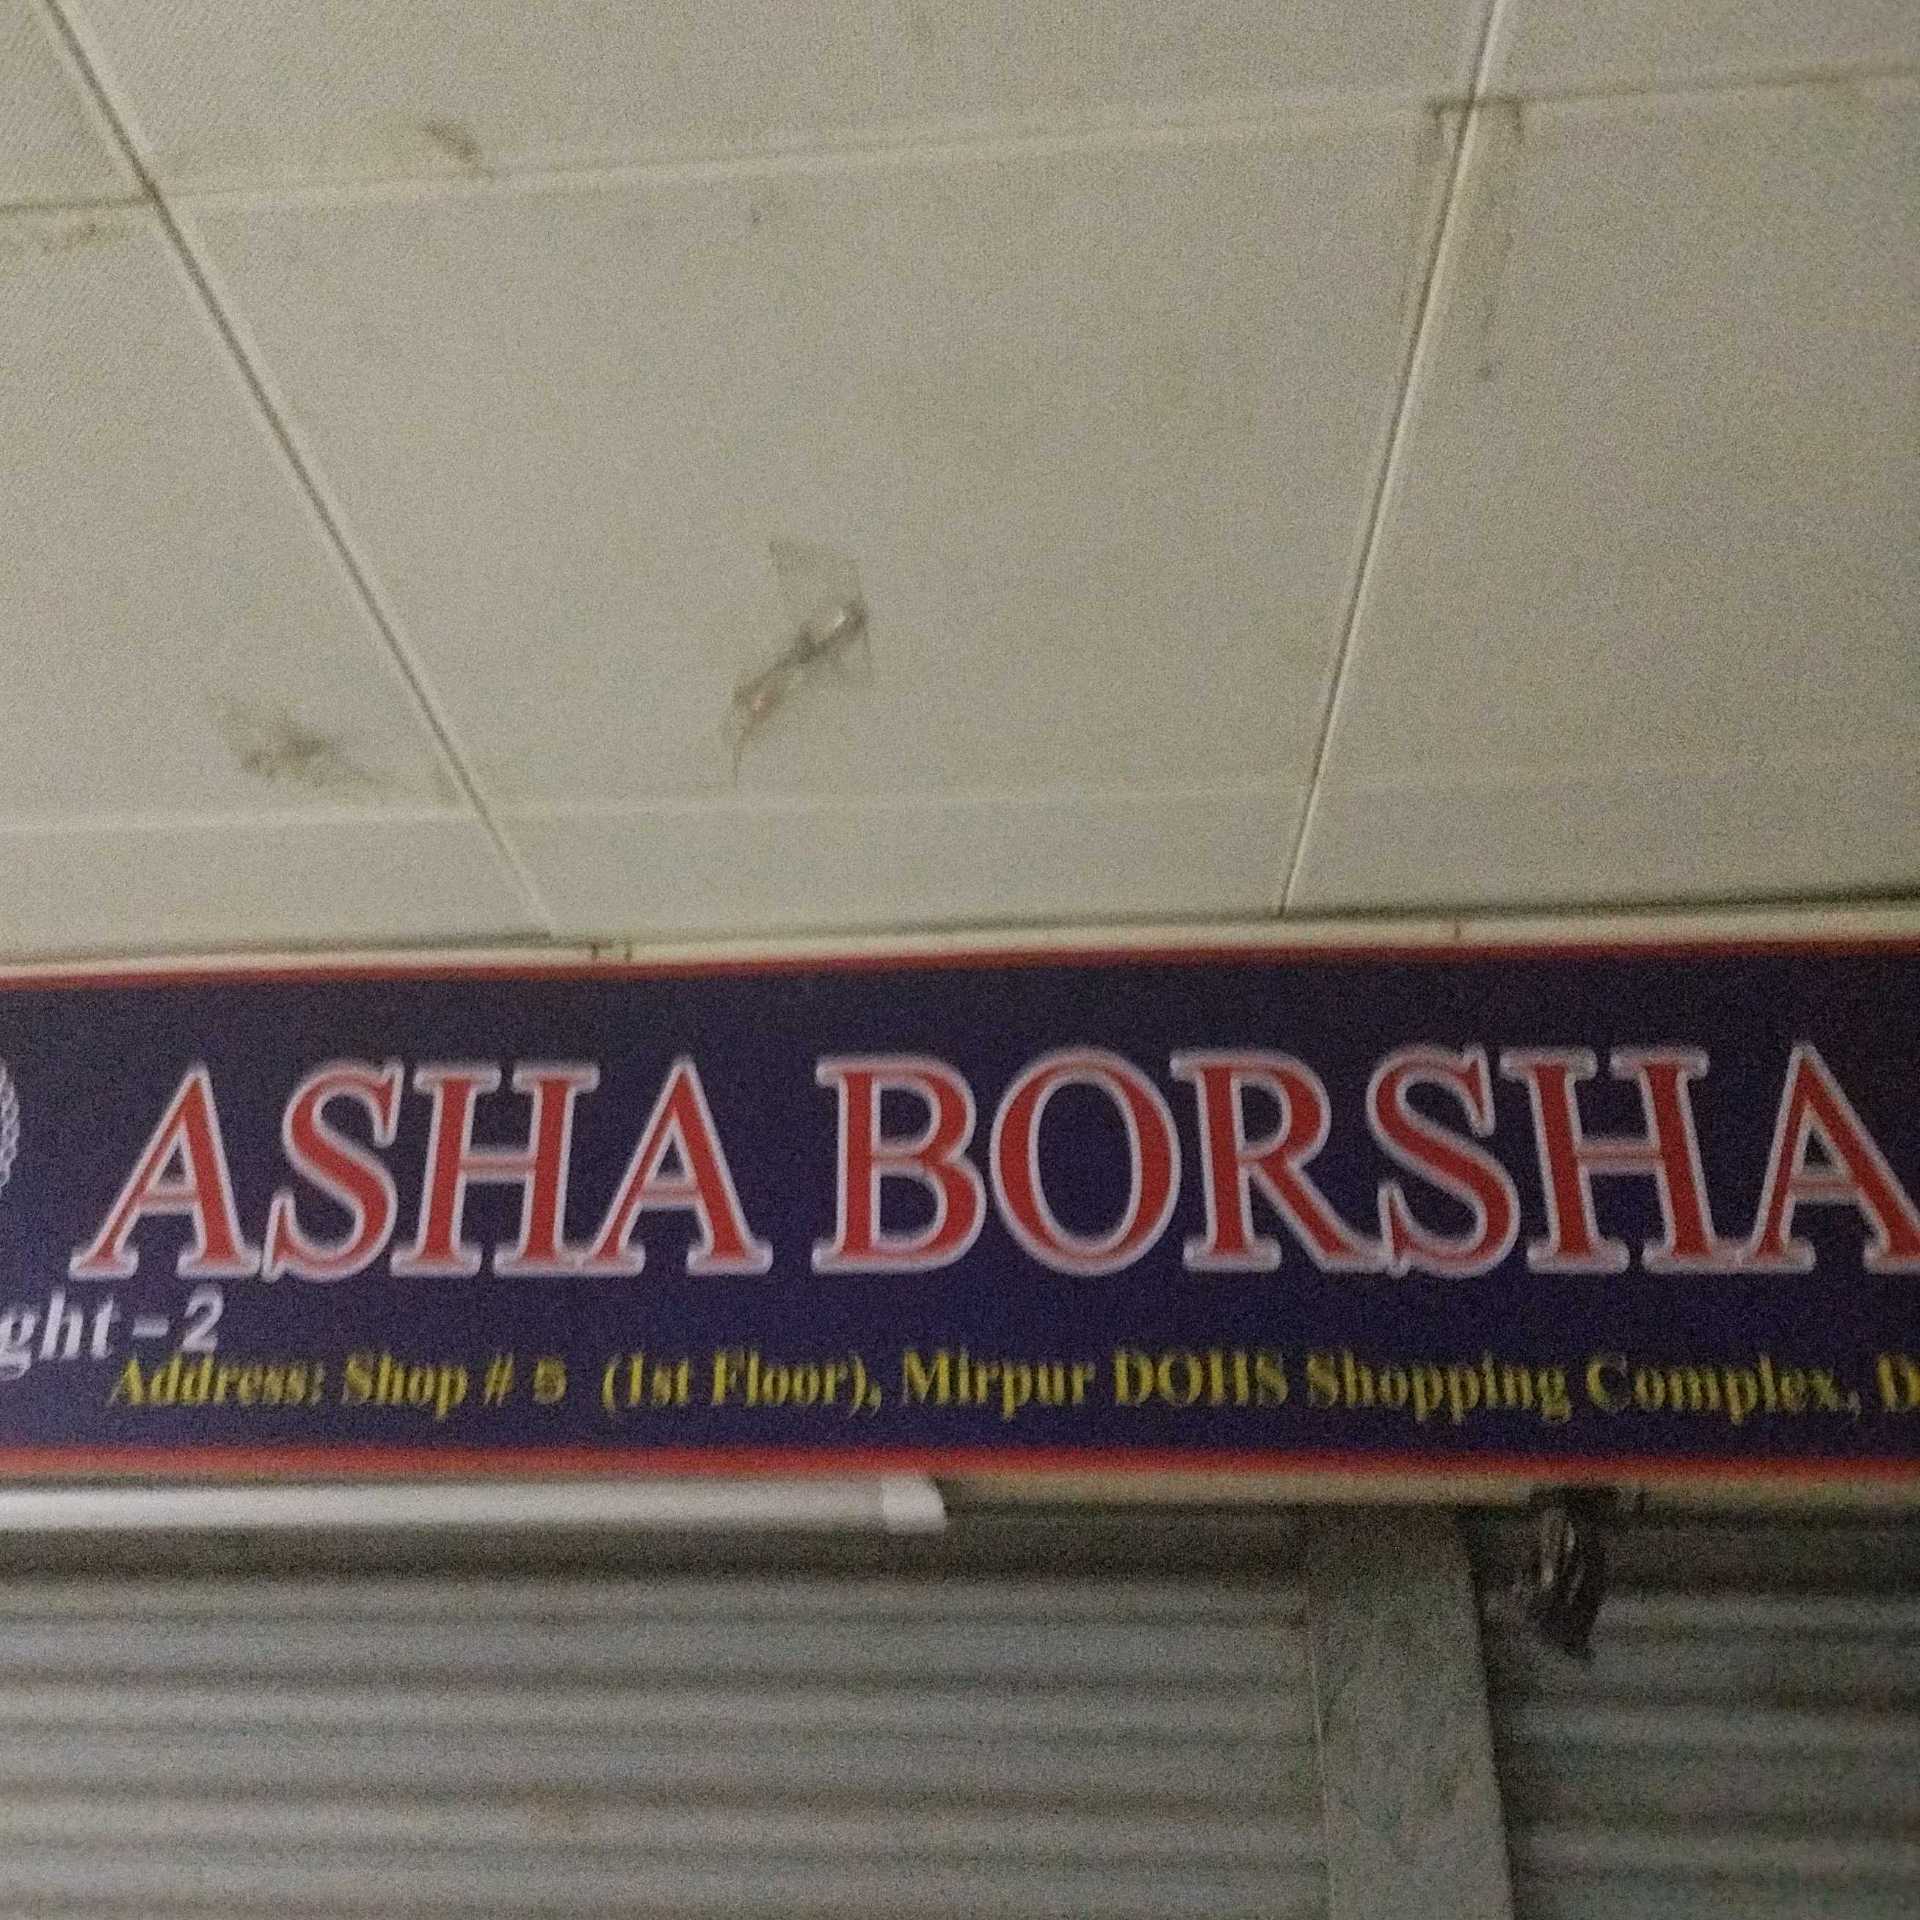 ASHA BORSHA
ght - 2
Address: Shop # 5 (1st Floor), Mirpur DOHS Shopping Complex, D